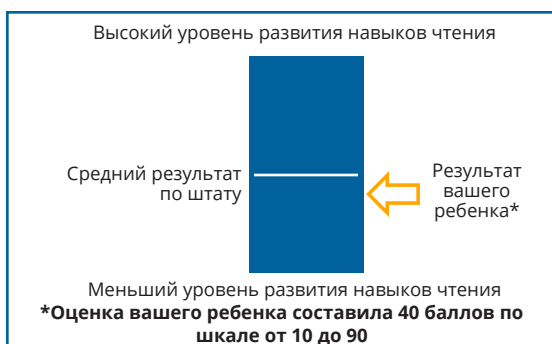 Высокий уровень развития навыков чтения
Средний результат
по штату
Результат
вашего
ребенка*
Меньший уровень развития навыков чтения
*Оценка вашего ребенка составила 40 баллов по
шкале от 10 до 90